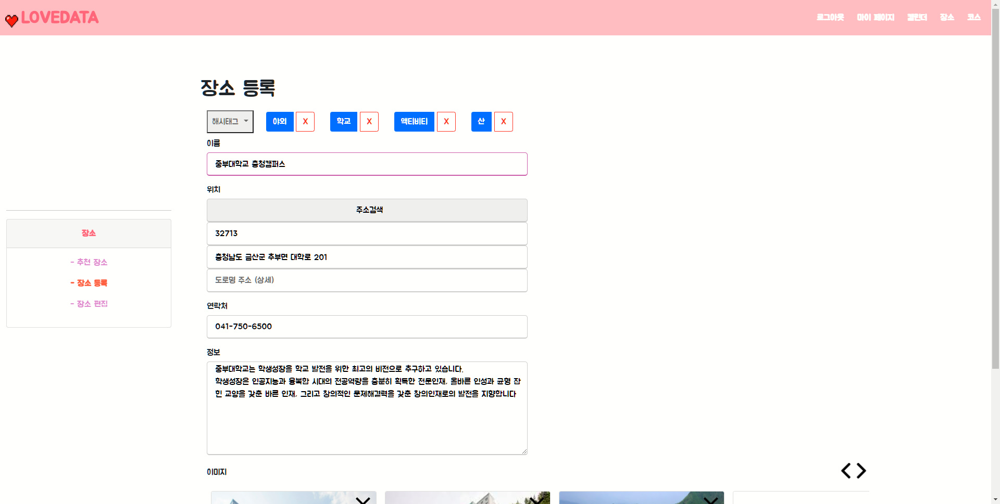 LOVEDATA
로그아웃 마이 페이지 캘린더 장소 코스
장소 등록
해시태그 야외 X 학교 X 액티비티 X 산 X
이름
중부대학교 충청캠퍼스
위치
주소검색
32713
충청남도 금산군 추부면 대학로 201
도로명 주소 (상세)
장소
- 추천 장소
- 장소 등록
- 장소 편집
연락처
041-750-6500
정보
중부대학교는 학생성장을 학교 발전을 위한 최고의 비전으로 추구하고 있습니다.
학생성장은 인공지능과 융복합 시대의 전공역량을 충분히 획득한 전문인재, 올바른 인성과 균형 잡
힌 교양을 갖춘 바른 인재, 그리고 창의적인 문제해결력을 갖춘 창의인재로의 발전을 지향합니다
이미지